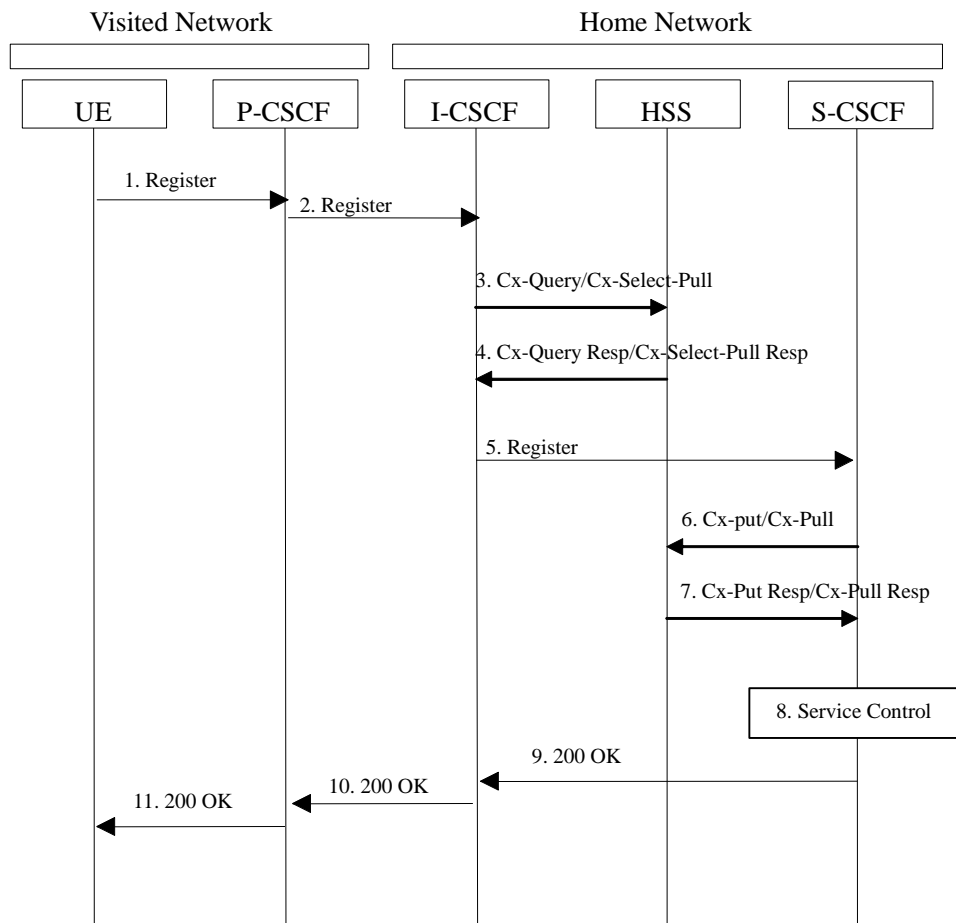 Visited Network
Home Network
UE
P-CSCF
I-CSCF
HSS
S-CSCF
1. Register
2. Register
3. Cx-Query/Cx-Select-Pull
4. Cx-Query Resp/Cx-Select-Pull Resp
5. Register
6. Cx-put/Cx-Pull
7. Cx-Put Resp/Cx-Pull Resp
8. Service Control
9. 200 OK
10. 200 OK
11. 200 OK